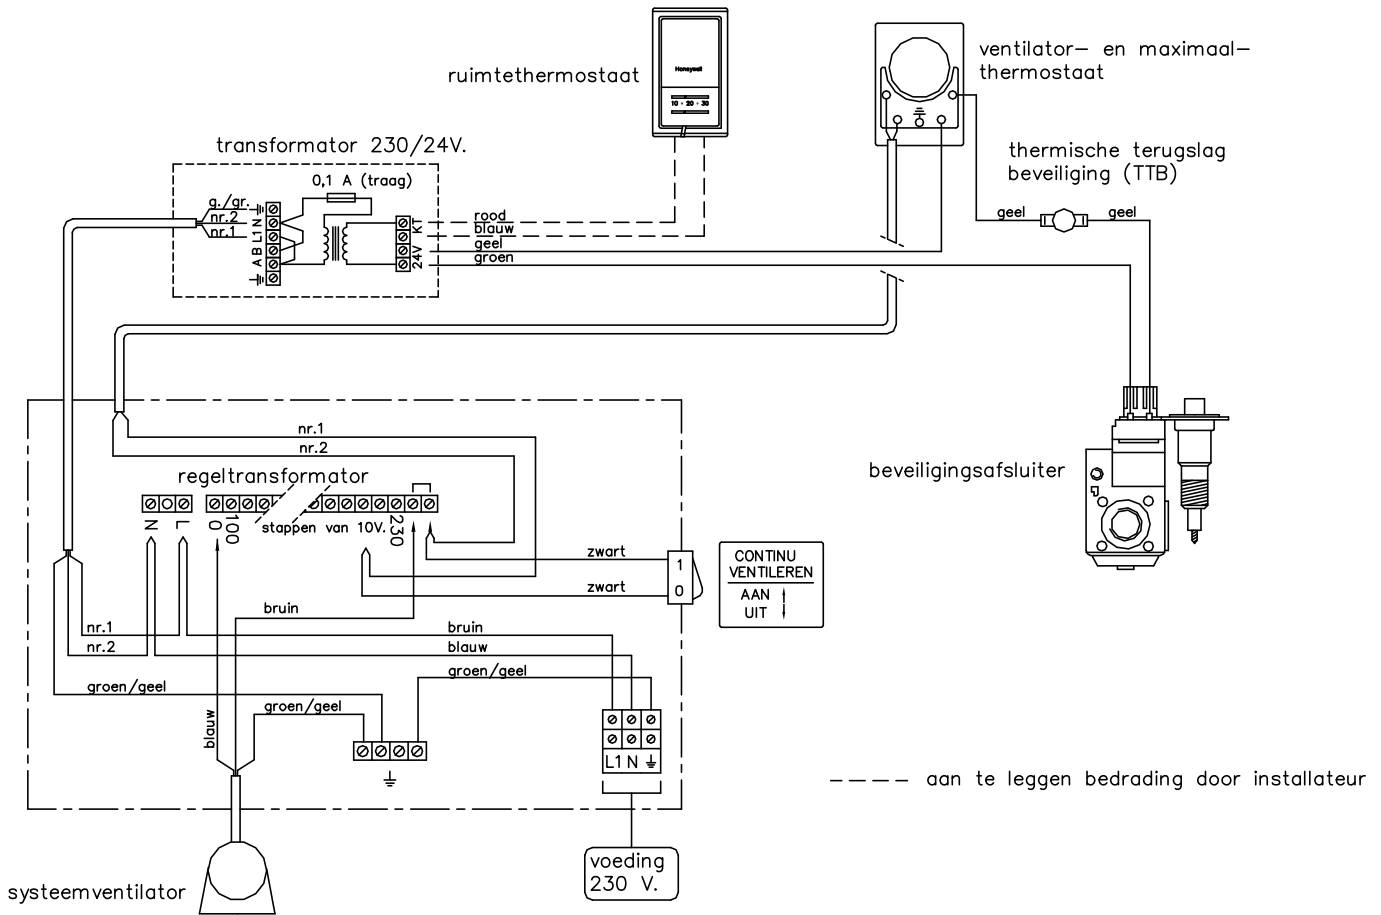 ruimtethermostaat
Honeywell
10 - 20 - 30
ventilator- en maximaal-
thermostaat
thermische terugslag
beveiliging (TTB)
geel
geel
transformator 230/24V.
0,1 A (traag)
g./gr.
nr.2
nr.1
A B L1 N
24V KT
rood
blauw
geel
groen
nr.1
nr.2
regeltransformator
N L 0 100 230
stappen van 10V.
zwart
zwart
1
0
CONTINU
VENTILEREN
AAN
UIT
beveiligingsafsluiter
bruin
nr.1
nr.2
bruin
blauw
groen/geel
groen/geel
groen/geel
blauw
L1 N
voeding
230 V.
systeemventilator
aan te leggen bedrading door installateur